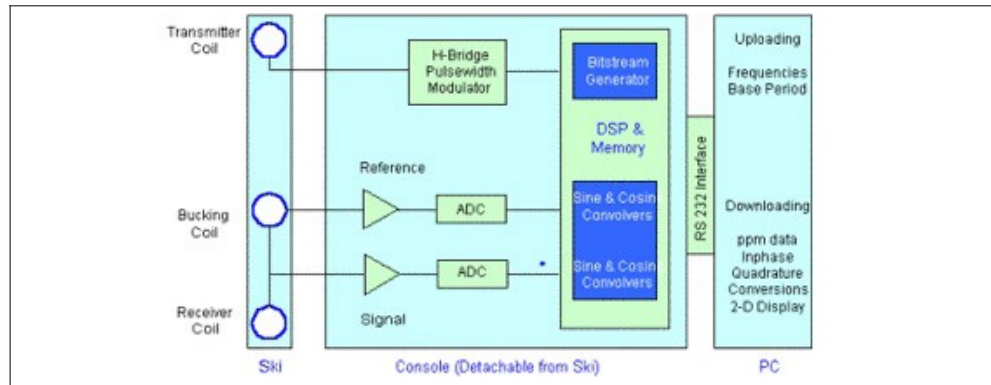 Transmitter
Coil
H-Bridge
Pulsewidth
Modulator
Bitstream
Generator
Uploading
Frequencies
Base Period
DSP &
Memory
RS 232 Interface
Reference
Bucking
Coil
ADC
Sine & Cosin
Convolvers
Downloading
ppm data
Inphase
Quadrature
Conversions
2-D Display
ADC
Sine & Cosin
Convolvers
Receiver
Coil
Signal
Ski
Console (Detachable from Ski)
PC